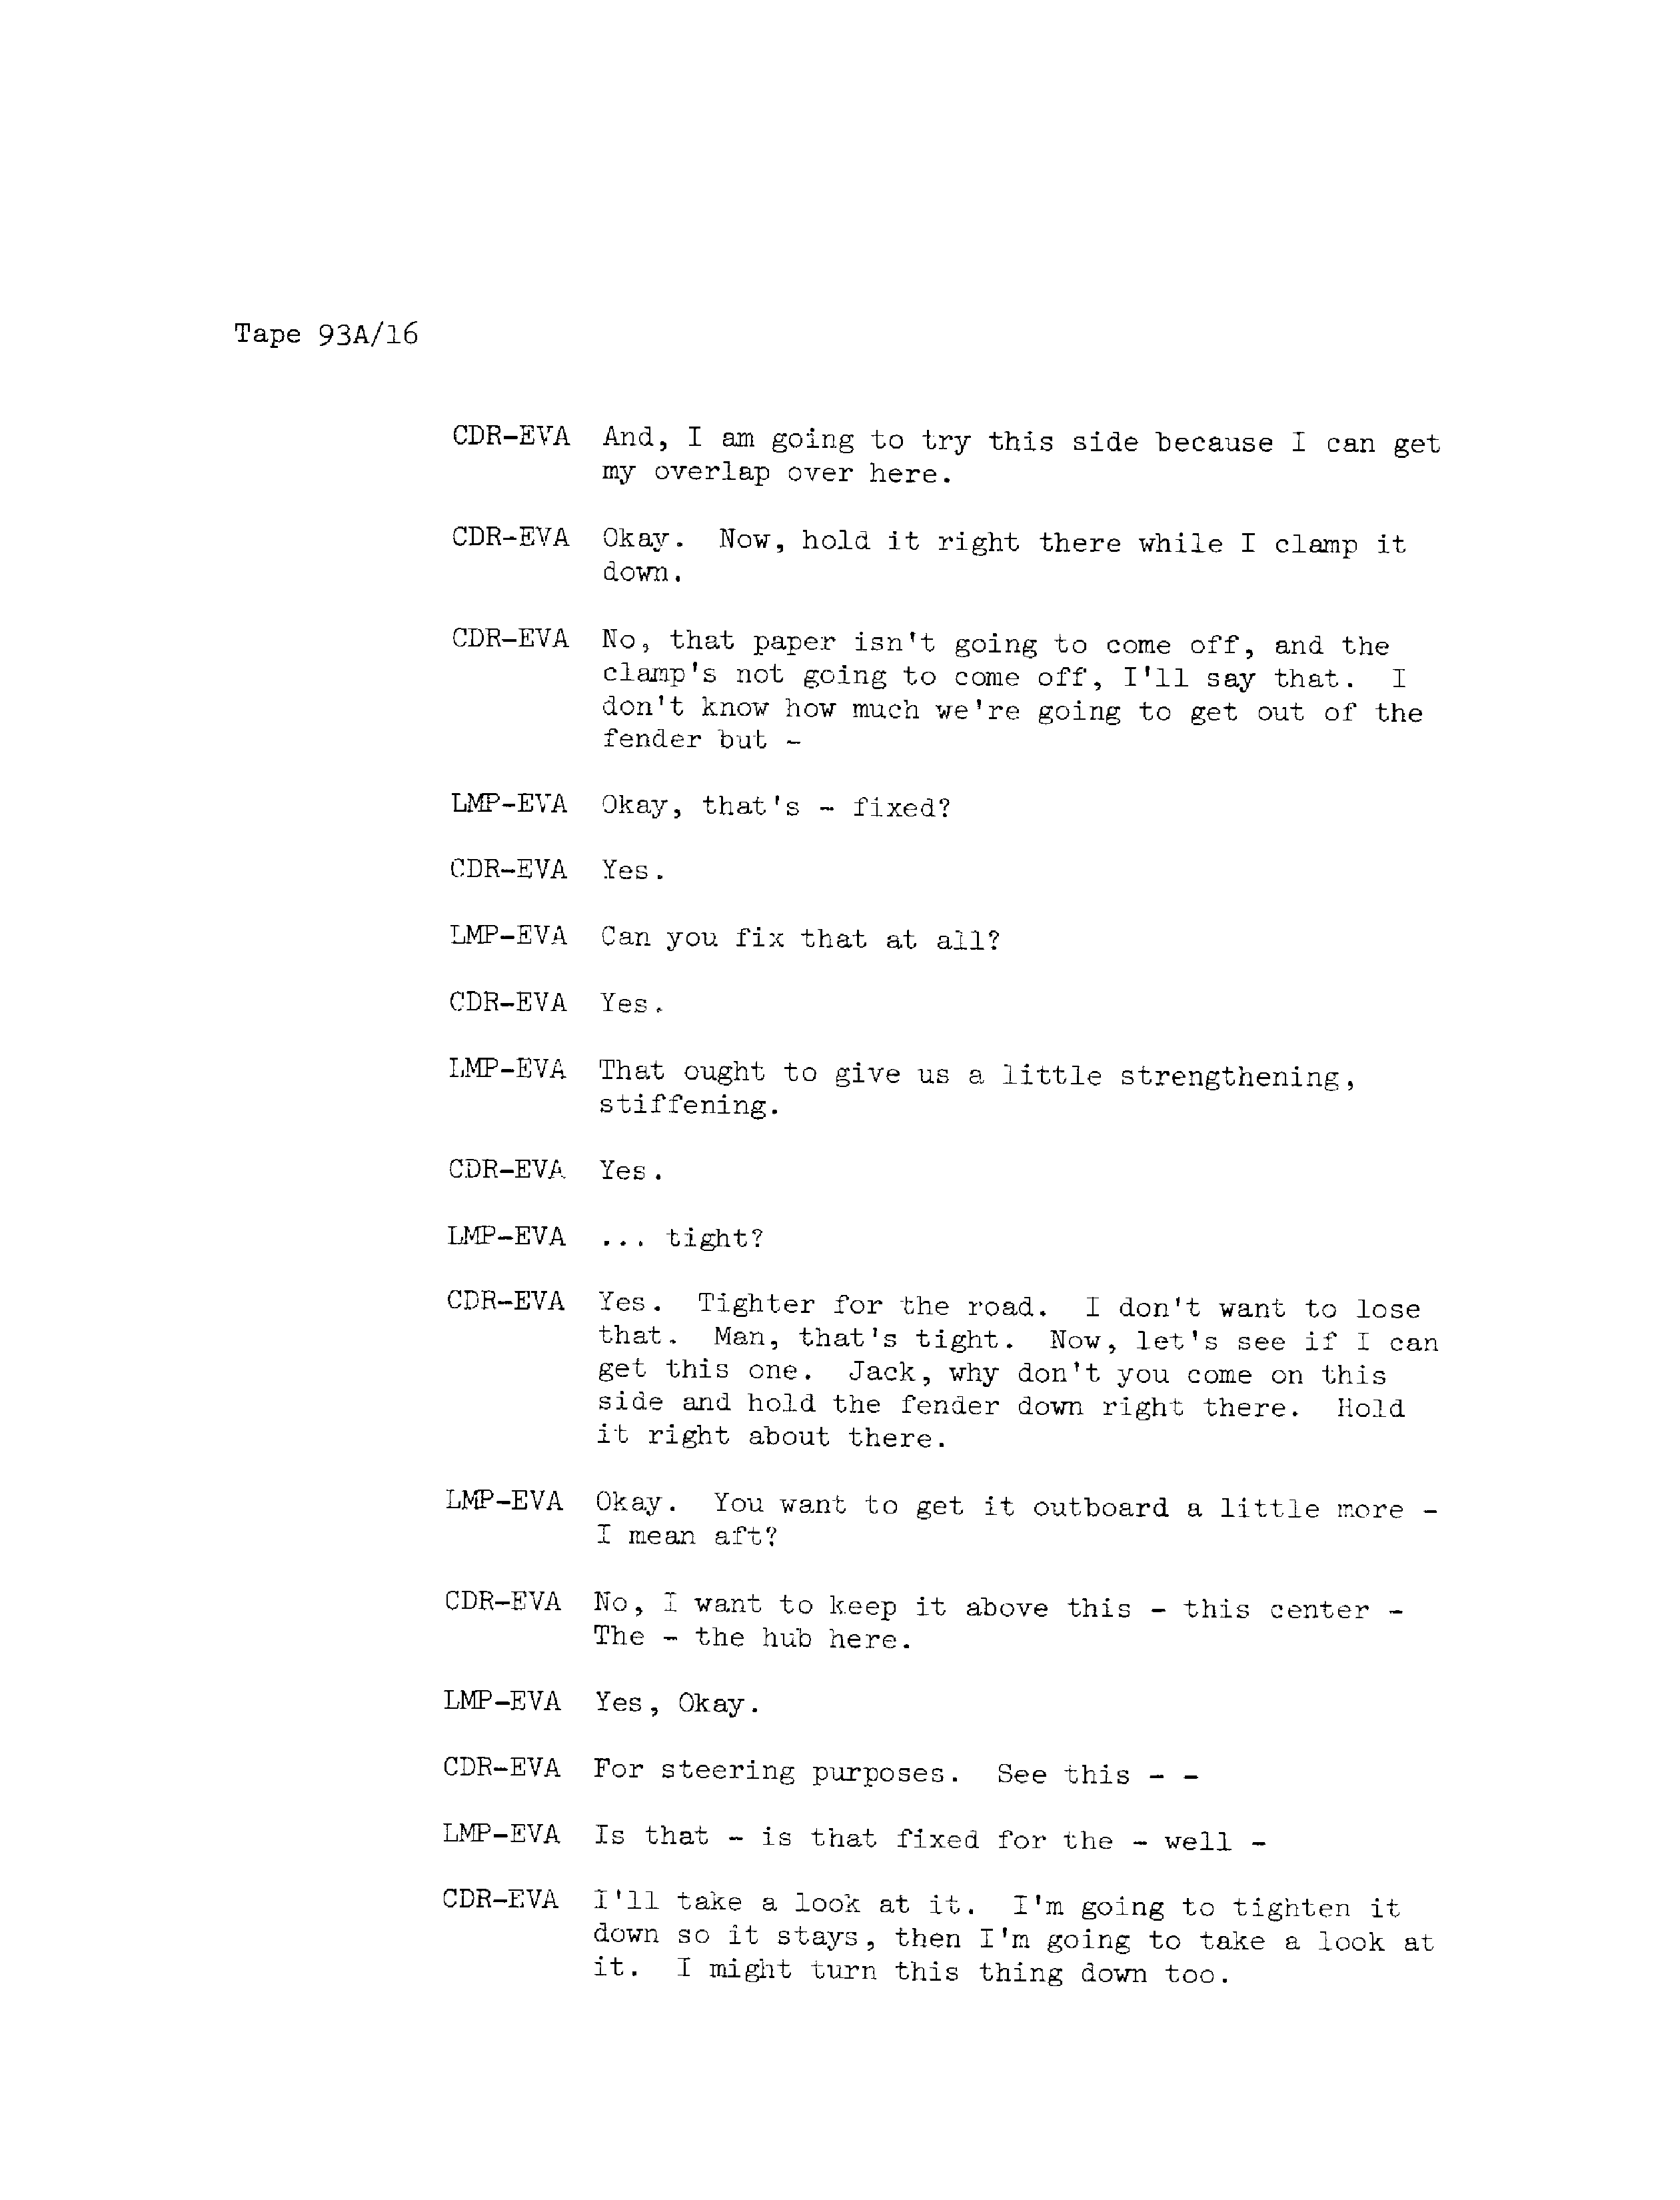 Tape 93A/16
CDR-EVA And, I am going to try this side because I can get
my overlap over here.
CDR-EVA Okay. Now, hold it right there while I clamp it
down.
CDR-EVA No, that paper isn't going to come off, and the
clamp's not going to come off, I'll say that. I
don't know how much we're going to get out of the
fender but -
LMP-EVA Okay, that's - fixed?
CDR-EVA Yes.
LMP-EVA Can you fix that at all?
CDR-EVA Yes.
LMP-EVA That ought to give us a little strengthening,
stiffening.
CDR-EVA Yes.
LMP-EVA ... tight?
CDR-EVA Yes. Tighter for the road. I don't want to lose
that. Man, that's tight. Now, let's see if I can
get this one. Jack, why don't you come on this
side and hold the fender down right there. Hold
it right about there.
LMP-EVA Okay. You want to get it outboard a little more -
I mean aft?
CDR-EVA No, I want to keep it above this - this center -
The - the hub here.
LMP-EVA Yes, Okay.
CDR-EVA For steering purposes. See this - -
LMP-EVA Is that - is that fixed for the - well -
CDR-EVA I'll take a look at it. I'm going to tighten it
down so it stays, then I'm going to take a look at
it. I might turn this thing down too.